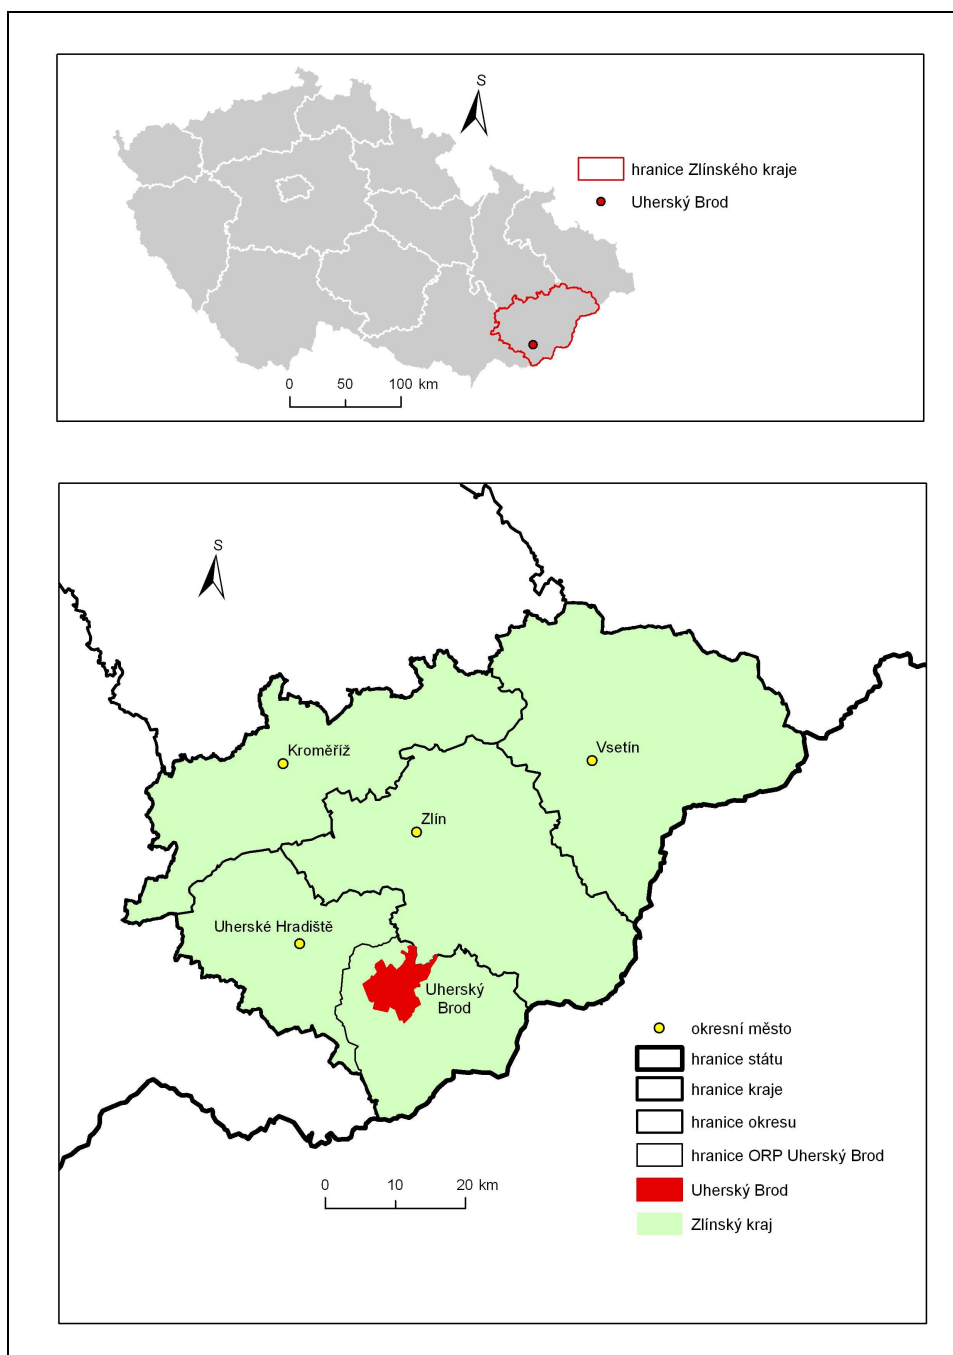 S
hranice Zlínského kraje
Uherský Brod
0 50 100 km
S
Kroměříž
Vsetín
Zlín
Uherské Hradiště
Uherský
Brod
okresní město
hranice státu
hranice kraje
hranice okresu
hranice ORP Uherský Brod
Uherský Brod
Zlínský kraj
0 10 20 km